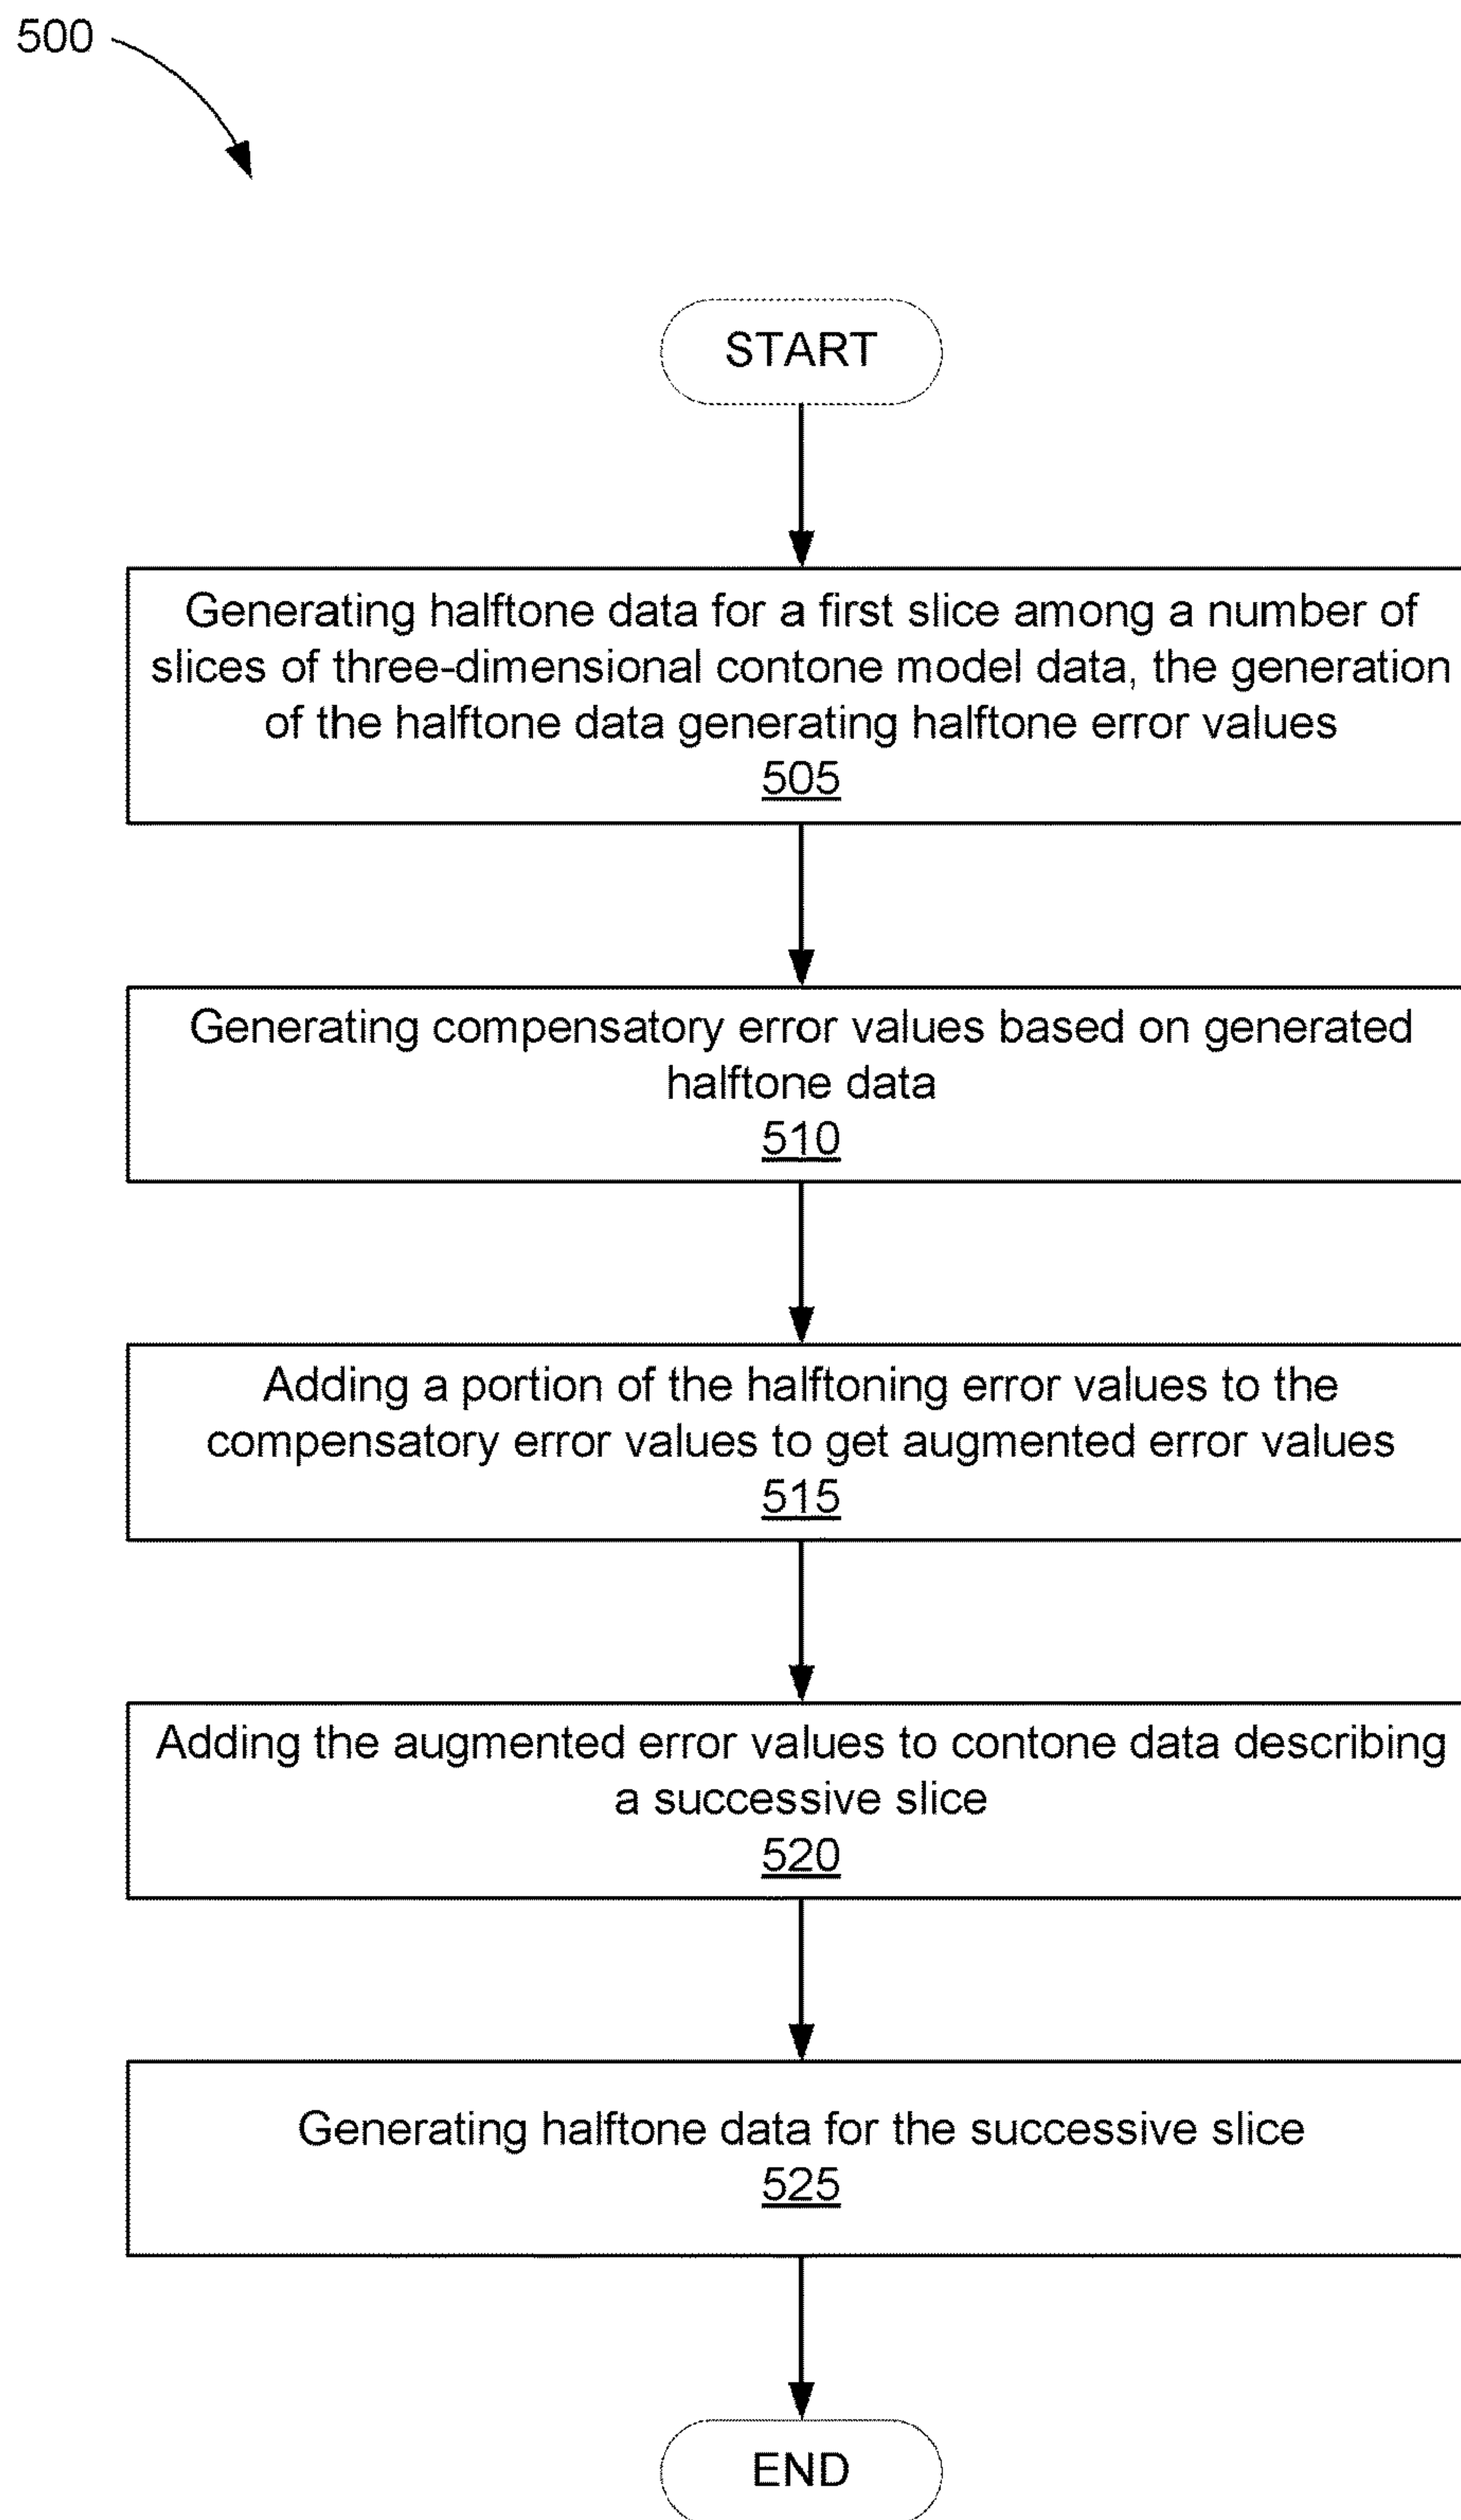 500
START
Generating halftone data for a first slice among a number of
slices of three-dimensional contone model data, the generation
of the halftone data generating halftone error values
505
Generating compensatory error values based on generated
halftone data
510
Adding a portion of the halftoning error values to the
compensatory error values to get augmented error values
515
Adding the augmented error values to contone data describing
a successive slice
520
Generating halftone data for the successive slice
525
END